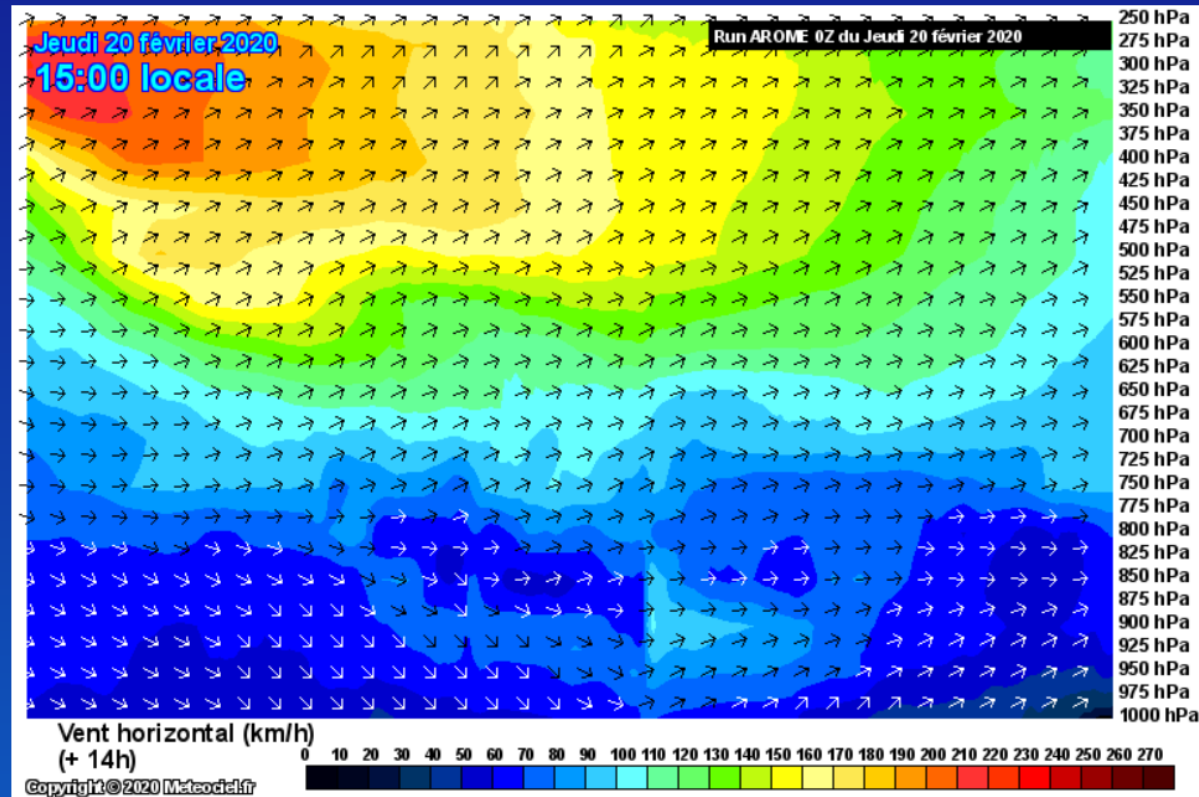 Jeudi 20 février 2020
15:00 locale
Run AROME 0Z du Jeudi 20 février 2020
250 hPa
275 hPa
300 hPa
325 hPa
350 hPa
375 hPa
400 hPa
425 hPa
450 hPa
475 hPa
500 hPa
525 hPa
550 hPa
575 hPa
600 hPa
625 hPa
650 hPa
675 hPa
700 hPa
725 hPa
750 hPa
775 hPa
800 hPa
825 hPa
850 hPa
875 hPa
900 hPa
925 hPa
950 hPa
975 hPa
1000 hPa
Vent horizontal (km/h)
(+ 14h)
0 10 20 30 40 50 60 70 80 90 100 110 120 130 140 150 160 170 180 190 200 210 220 230 240 250 260 270
Copyright © 2020 Meteociel.fr